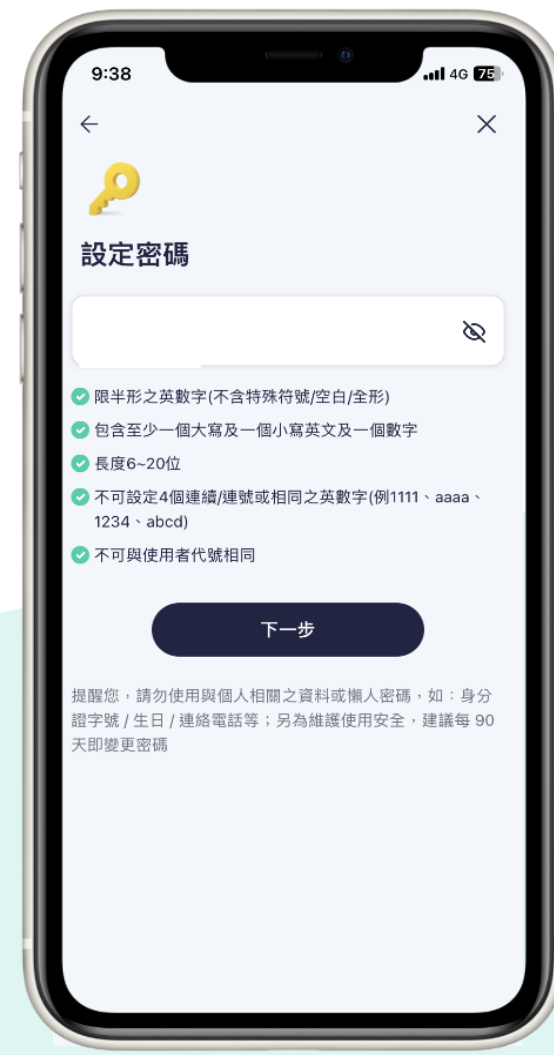 9:38
4G 75
設定密碼
限半形之英數字(不含特殊符號/空白/全形)
包含至少一個大寫及一個小寫英文及一個數字
長度6~20位
不可設定4個連續/連號或相同之英數字(例1111、aaaa、
1234、abcd)
不可與使用者代號相同
下一步
提醒您，請勿使用與個人相關之資料或懶人密碼，如：身分
證字號 / 生日 / 連絡電話等；另為維護使用安全，建議每 90
天即變更密碼